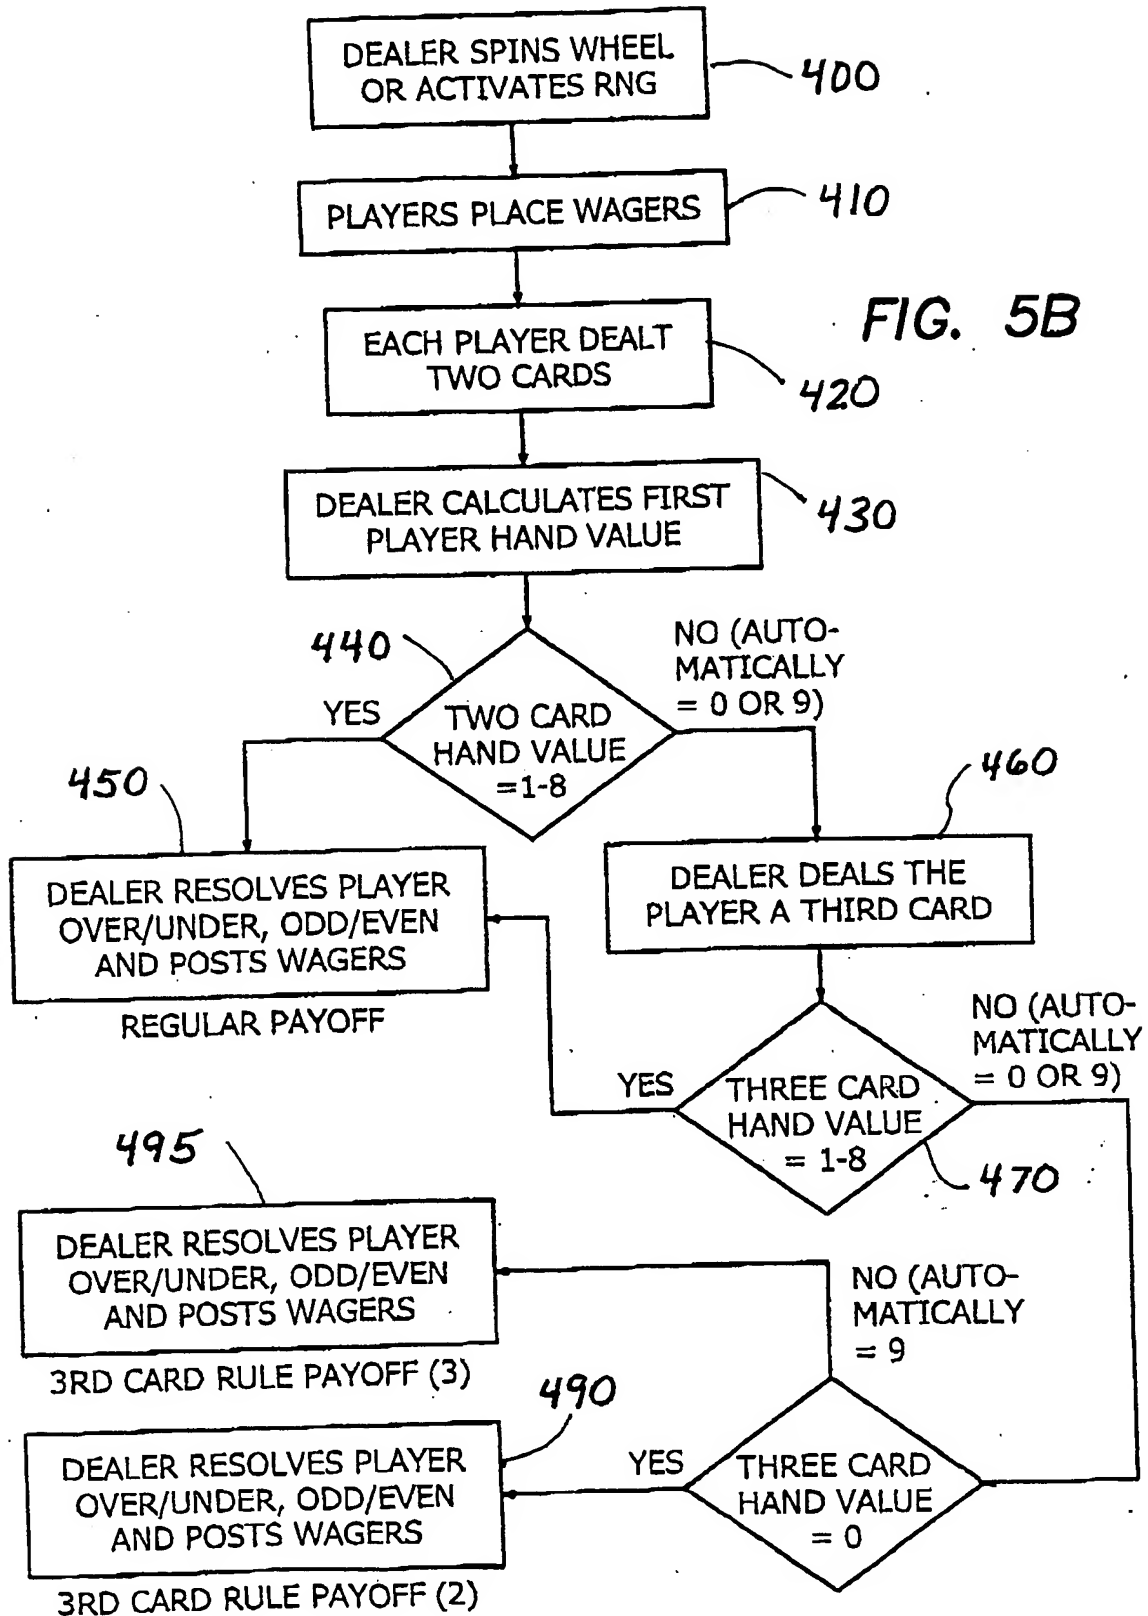 DEALER SPINS WHEEL
OR ACTIVATES RNG
400
PLAYERS PLACE WAGERS
410
FIG. 5B
EACH PLAYER DEALT
TWO CARDS
420
DEALER CALCULATES FIRST
PLAYER HAND VALUE
430
440
NO (AUTO-
MATICALLY
= 0 OR 9)
YES
TWO CARD
HAND VALUE
=1-8
450
460
DEALER RESOLVES PLAYER
OVER/UNDER, ODD/EVEN
AND POSTS WAGERS
REGULAR PAYOFF
DEALER DEALS THE
PLAYER A THIRD CARD
NO (AUTO-
MATICALLY
= 0 OR 9)
YES
THREE CARD
HAND VALUE
= 1-8
470
495
DEALER RESOLVES PLAYER
OVER/UNDER, ODD/EVEN
AND POSTS WAGERS
3RD CARD RULE PAYOFF (3)
NO (AUTO-
MATICALLY
= 9
490
DEALER RESOLVES PLAYER
OVER/UNDER, ODD/EVEN
AND POSTS WAGERS
3RD CARD RULE PAYOFF (2)
YES
THREE CARD
HAND VALUE
= 0